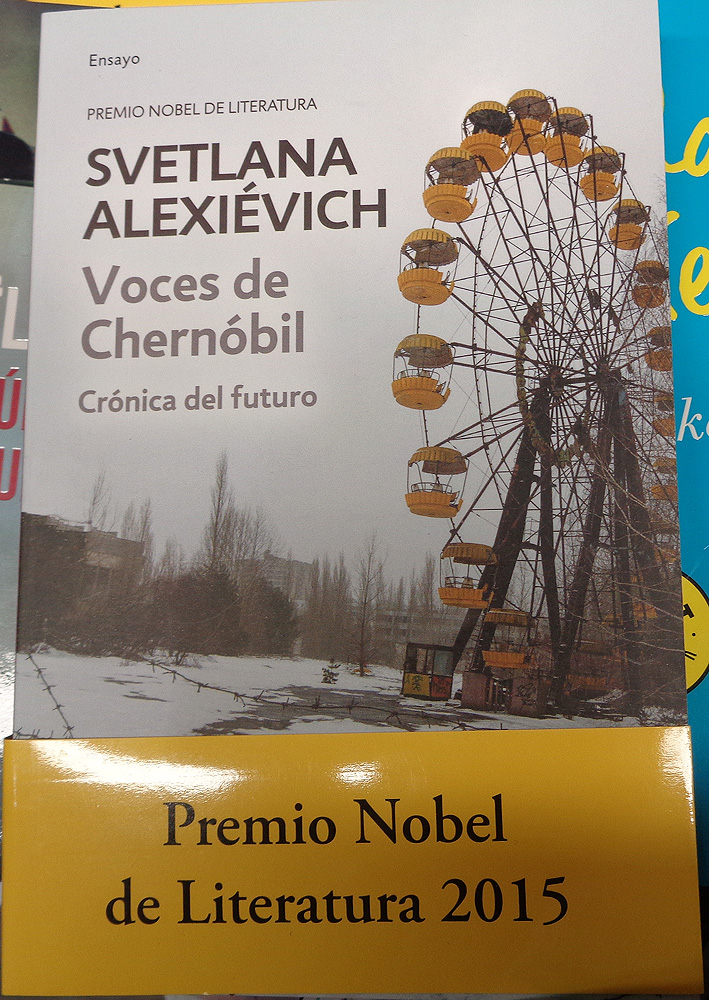 Ensayo
PREMIO NOBEL DE LITERATURA
SVETLANA
ALEXIÉVICH
Voces de
Chernóbil
Crónica del futuro
Premio Nobel
de Literatura 2015